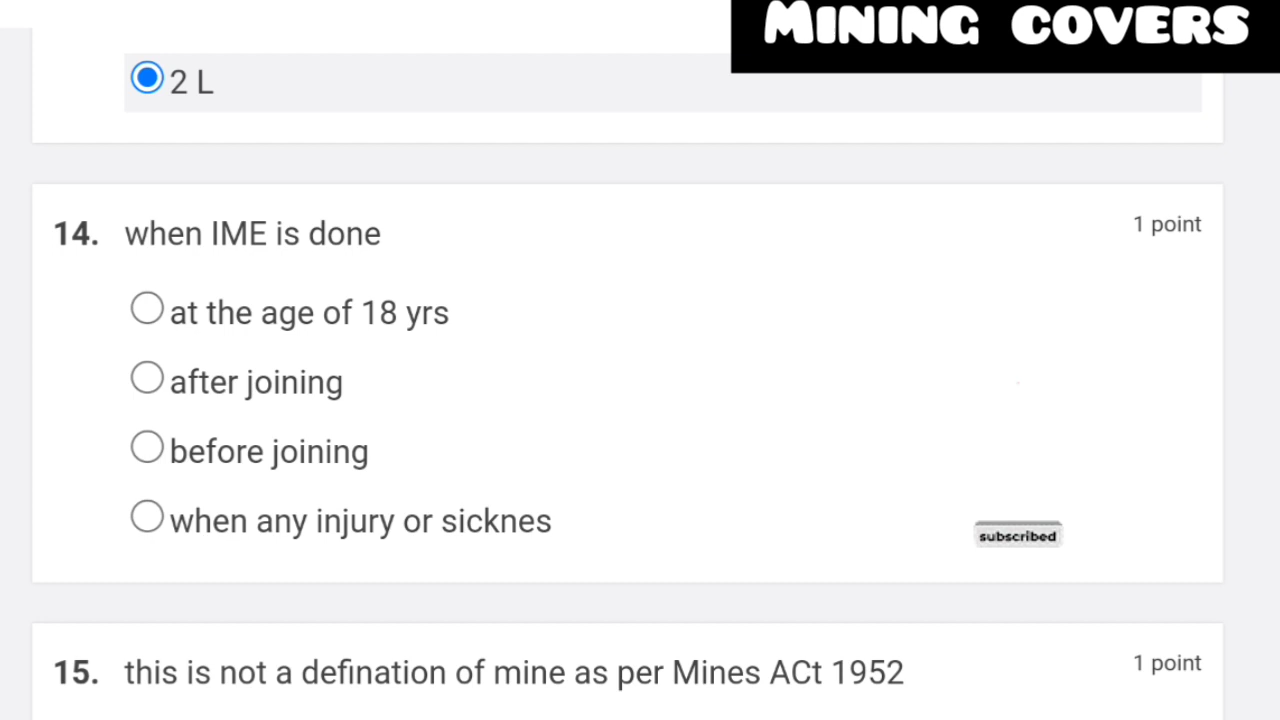 MINING COVERS
2 L
14. when IME is done
1 point
at the age of 18 yrs
after joining
before joining
when any injury or sicknes
subscribed
15. this is not a defination of mine as per Mines ACt 1952
1 point